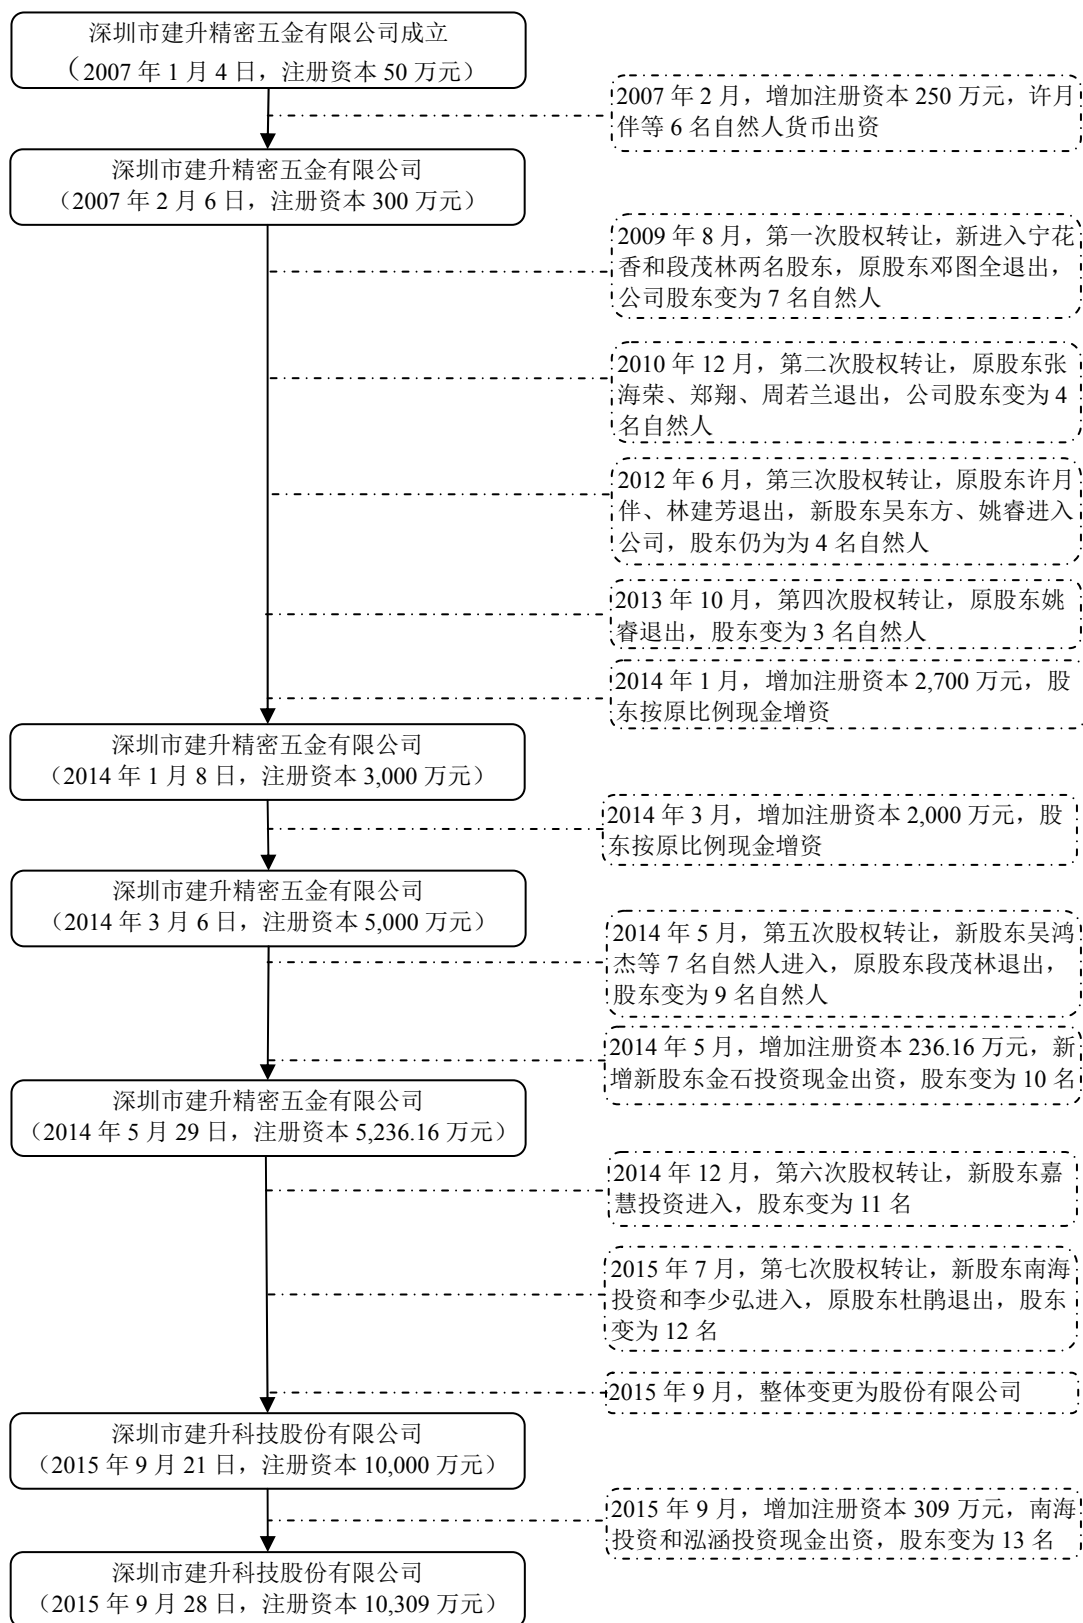 深圳市建升精密五金有限公司成立
（2007 年 1 月 4 日，注册资本 50 万元）
2007 年 2 月，增加注册资本 250 万元，许月
伴等 6 名自然人货币出资
深圳市建升精密五金有限公司
（2007 年 2 月 6 日，注册资本 300 万元）
2009 年 8 月，第一次股权转让，新进入宁花
香和段茂林两名股东，原股东邓图全退出，
公司股东变为 7 名自然人
2010 年 12 月，第二次股权转让，原股东张
海荣、郑翔、周若兰退出，公司股东变为 4
名自然人
2012 年 6 月，第三次股权转让，原股东许月
伴、林建芳退出，新股东吴东方、姚睿进入
公司，股东仍为为 4 名自然人
2013 年 10 月，第四次股权转让，原股东姚
睿退出，股东变为 3 名自然人
2014 年 1 月，增加注册资本 2,700 万元，股
东按原比例现金增资
深圳市建升精密五金有限公司
（2014 年 1 月 8 日，注册资本 3,000 万元）
2014 年 3 月，增加注册资本 2,000 万元，股
东按原比例现金增资
深圳市建升精密五金有限公司
（2014 年 3 月 6 日，注册资本 5,000 万元）
2014 年 5 月，第五次股权转让，新股东吴鸿
杰等 7 名自然人进入，原股东段茂林退出，
股东变为 9 名自然人
2014 年 5 月，增加注册资本 236.16 万元，新
增新股东金石投资现金出资，股东变为 10 名
深圳市建升精密五金有限公司
（2014 年 5 月 29 日，注册资本 5,236.16 万元）
2014 年 12 月，第六次股权转让，新股东嘉
慧投资进入，股东变为 11 名
2015 年 7 月，第七次股权转让，新股东南海
投资和李少弘进入，原股东杜鹃退出，股东
变为 12 名
2015 年 9 月，整体变更为股份有限公司
深圳市建升科技股份有限公司
（2015 年 9 月 21 日，注册资本 10,000 万元）
2015 年 9 月，增加注册资本 309 万元，南海
投资和泓涵投资现金出资，股东变为 13 名
深圳市建升科技股份有限公司
（2015 年 9 月 28 日，注册资本 10,309 万元）